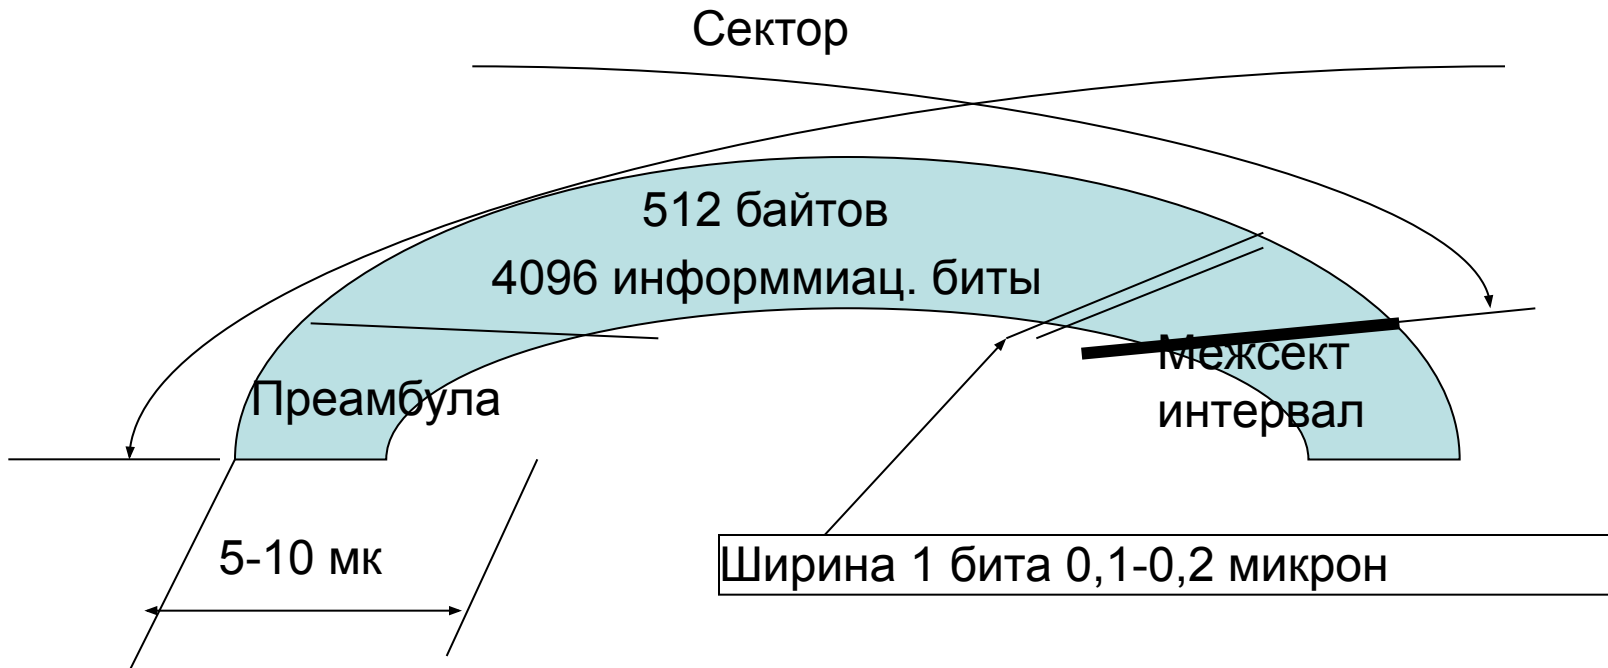 Сектор
512 байтов
4096 информмиац. биты
Межсект
интервал
Преамбула
5-10 мк
Ширина 1 бита 0,1-0,2 микрон